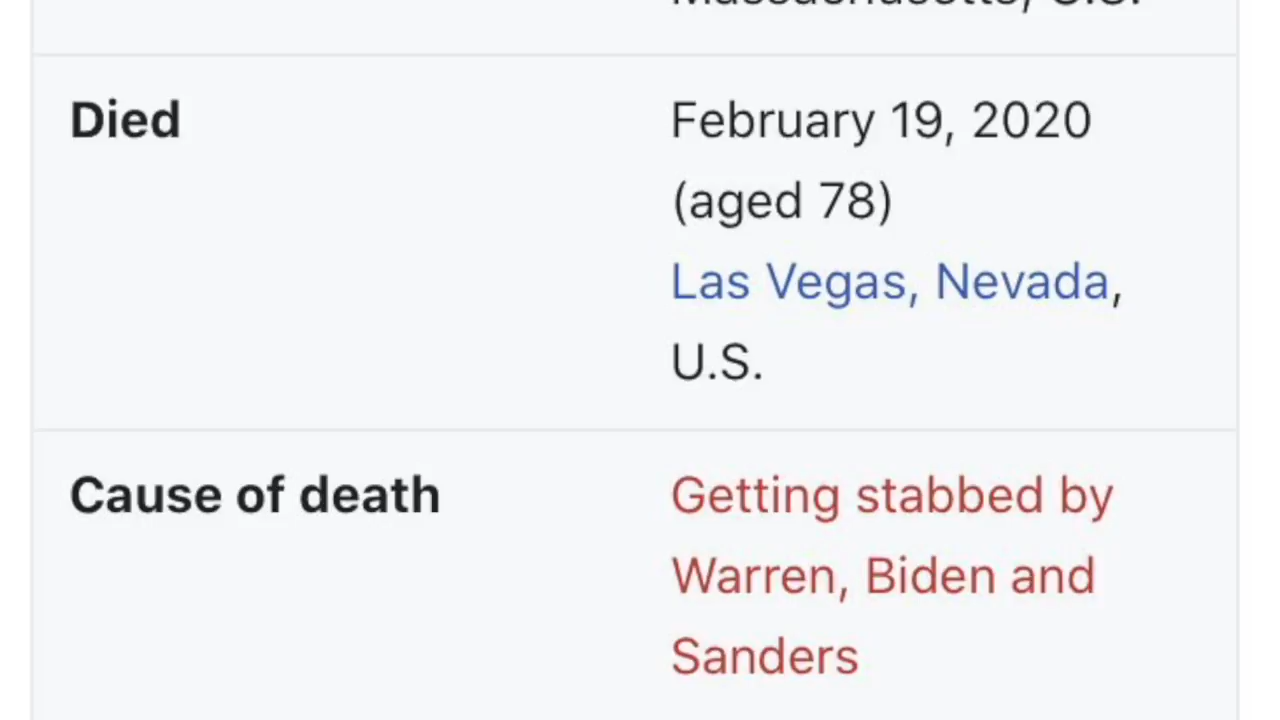 Massachusetts, U.S.
Died
February 19, 2020
(aged 78)
Las Vegas, Nevada,
U.S.
Cause of death
Getting stabbed by
Warren, Biden and
Sanders